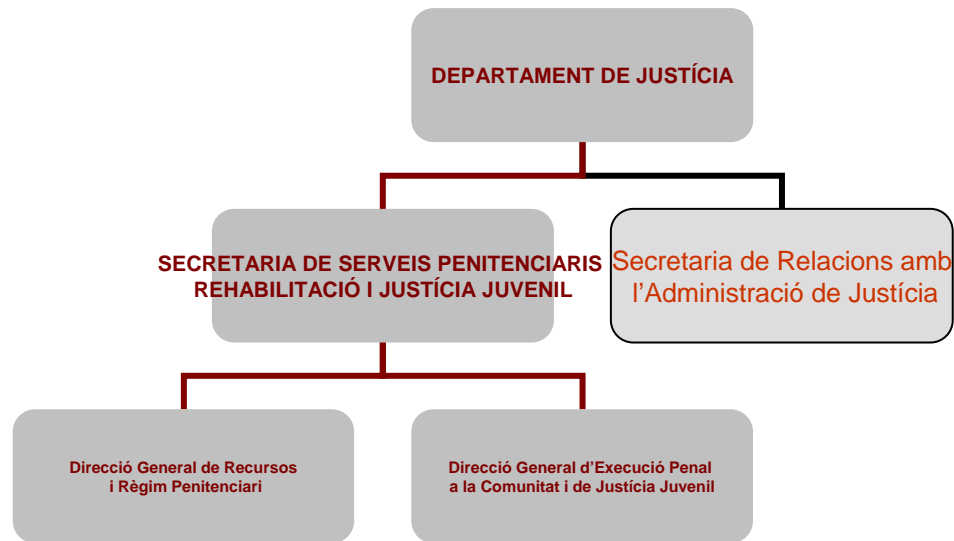 DEPARTAMENT DE JUSTÍCIA
SECRETARIA DE SERVEIS PENITENCIARIS
REHABILITACIÓ I JUSTÍCIA JUVENIL
Secretaria de Relacions amb
l’Administració de Justícia
Direcció General de Recursos
i Règim Penitenciari
Direcció General d’Execució Penal
a la Comunitat i de Justícia Juvenil